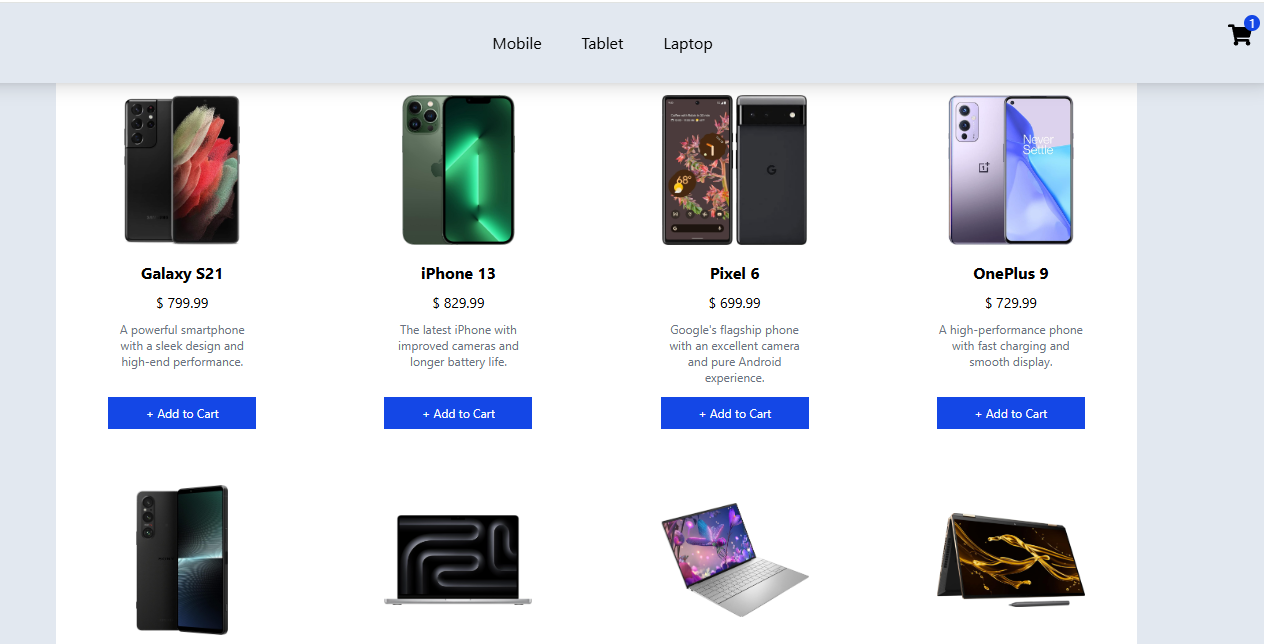 Mobile Tablet Laptop 1
Never
Settle
68°
G
Galaxy S21 iPhone 13 Pixel 6 OnePlus 9
$ 799.99 $ 829.99 $ 699.99 $ 729.99
A powerful smartphone
with a sleek design and
high-end performance.
The latest iPhone with
improved cameras and
longer battery life.
Google's flagship phone
with an excellent camera
and pure Android
experience.
A high-performance phone
with fast charging and
smooth display.
+ Add to Cart + Add to Cart + Add to Cart + Add to Cart